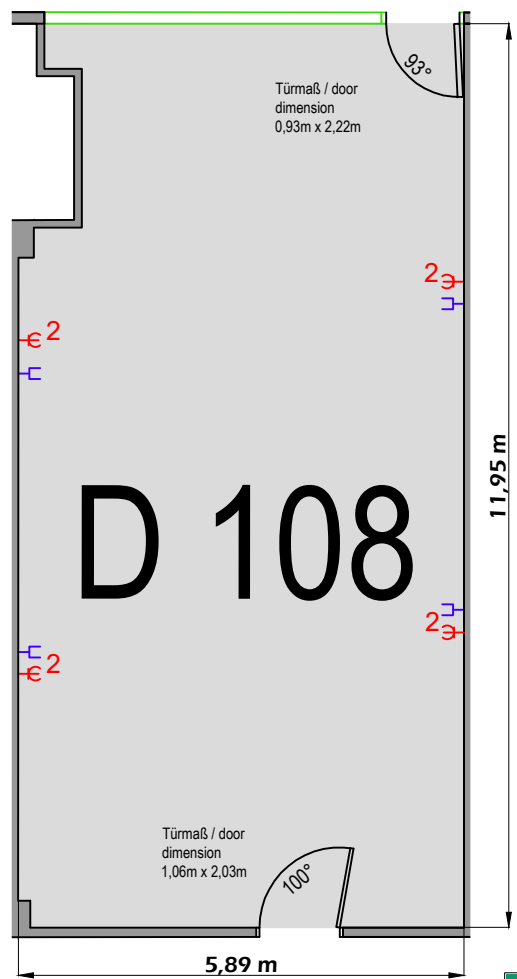 93°
Türmaß / door
dimension
0,93m x 2,22m
2
2
11,95 m
D 108
2
2
Türmaß / door
dimension
1,06m x 2,03m
100°
5,89 m